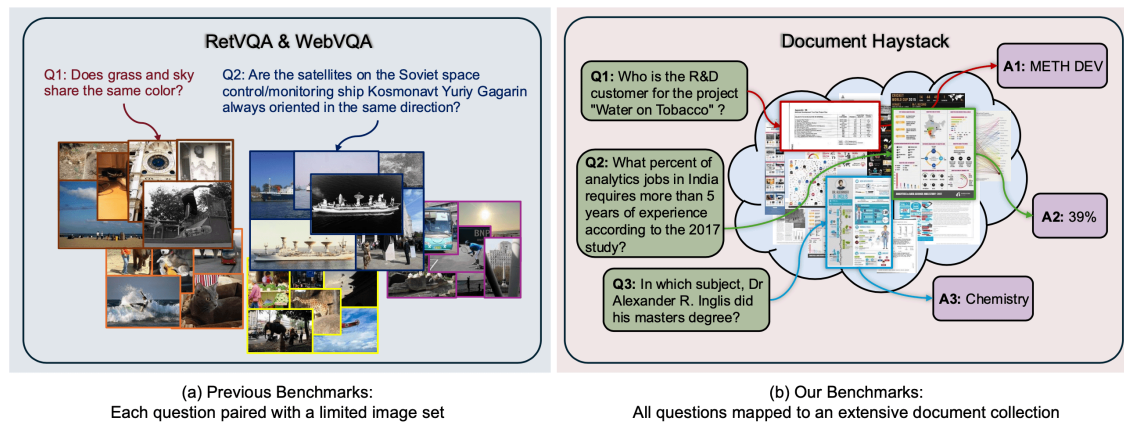 RetVQA & WebVQA
Q1: Does grass and sky
share the same color?
Q2: Are the satellites on the Soviet space
control/monitoring ship Kosmonavt Yuriy Gagarin
always oriented in the same direction?
BNP
(a) Previous Benchmarks:
Each question paired with a limited image set
Document Haystack
Q1: Who is the R&D
customer for the project
"Water on Tobacco" ?
Q2: What percent of
analytics jobs in India
requires more than 5
years of experience
according to the 2017
study?
Q3: In which subject, Dr
Alexander R. Inglis did
his masters degree?
A1: METH DEV
A2: 39%
A3: Chemistry
(b) Our Benchmarks:
All questions mapped to an extensive document collection